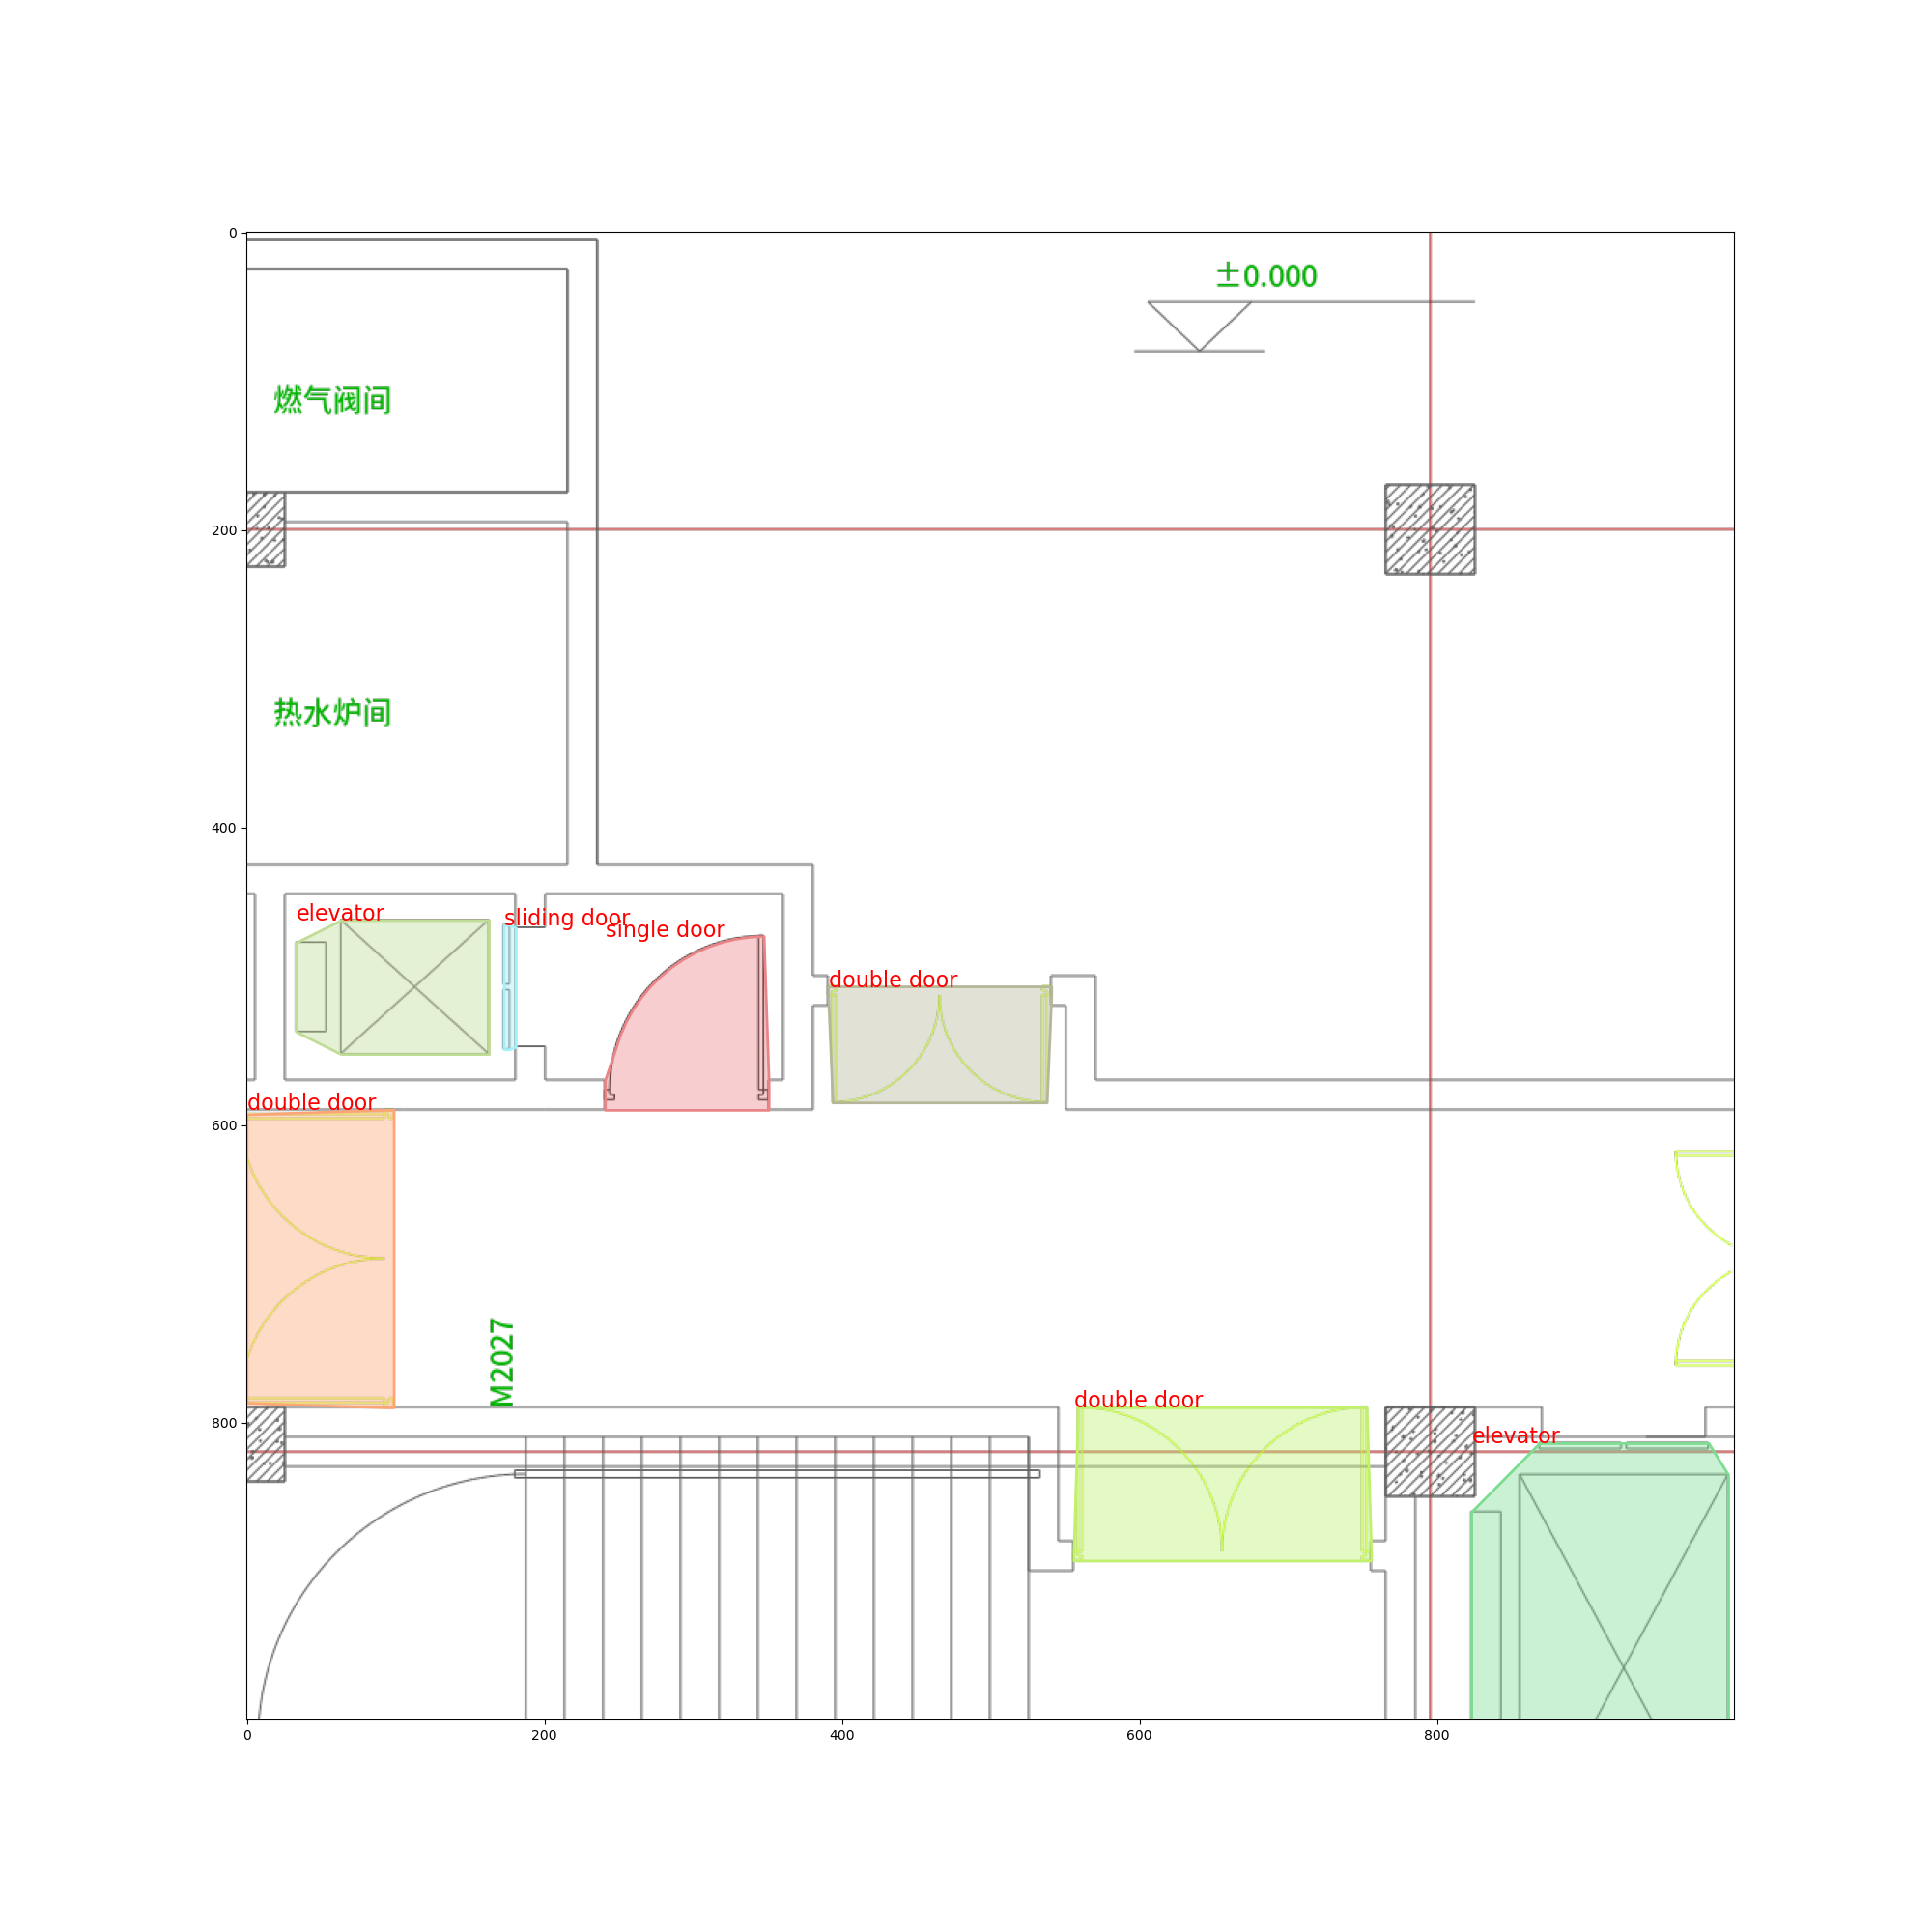 0
±0.000
燃气阀间
200
热水炉间
400
elevator
sliding door
single door
double door
double door
600
M2027
double door
800
elevator
0
200
400
600
800